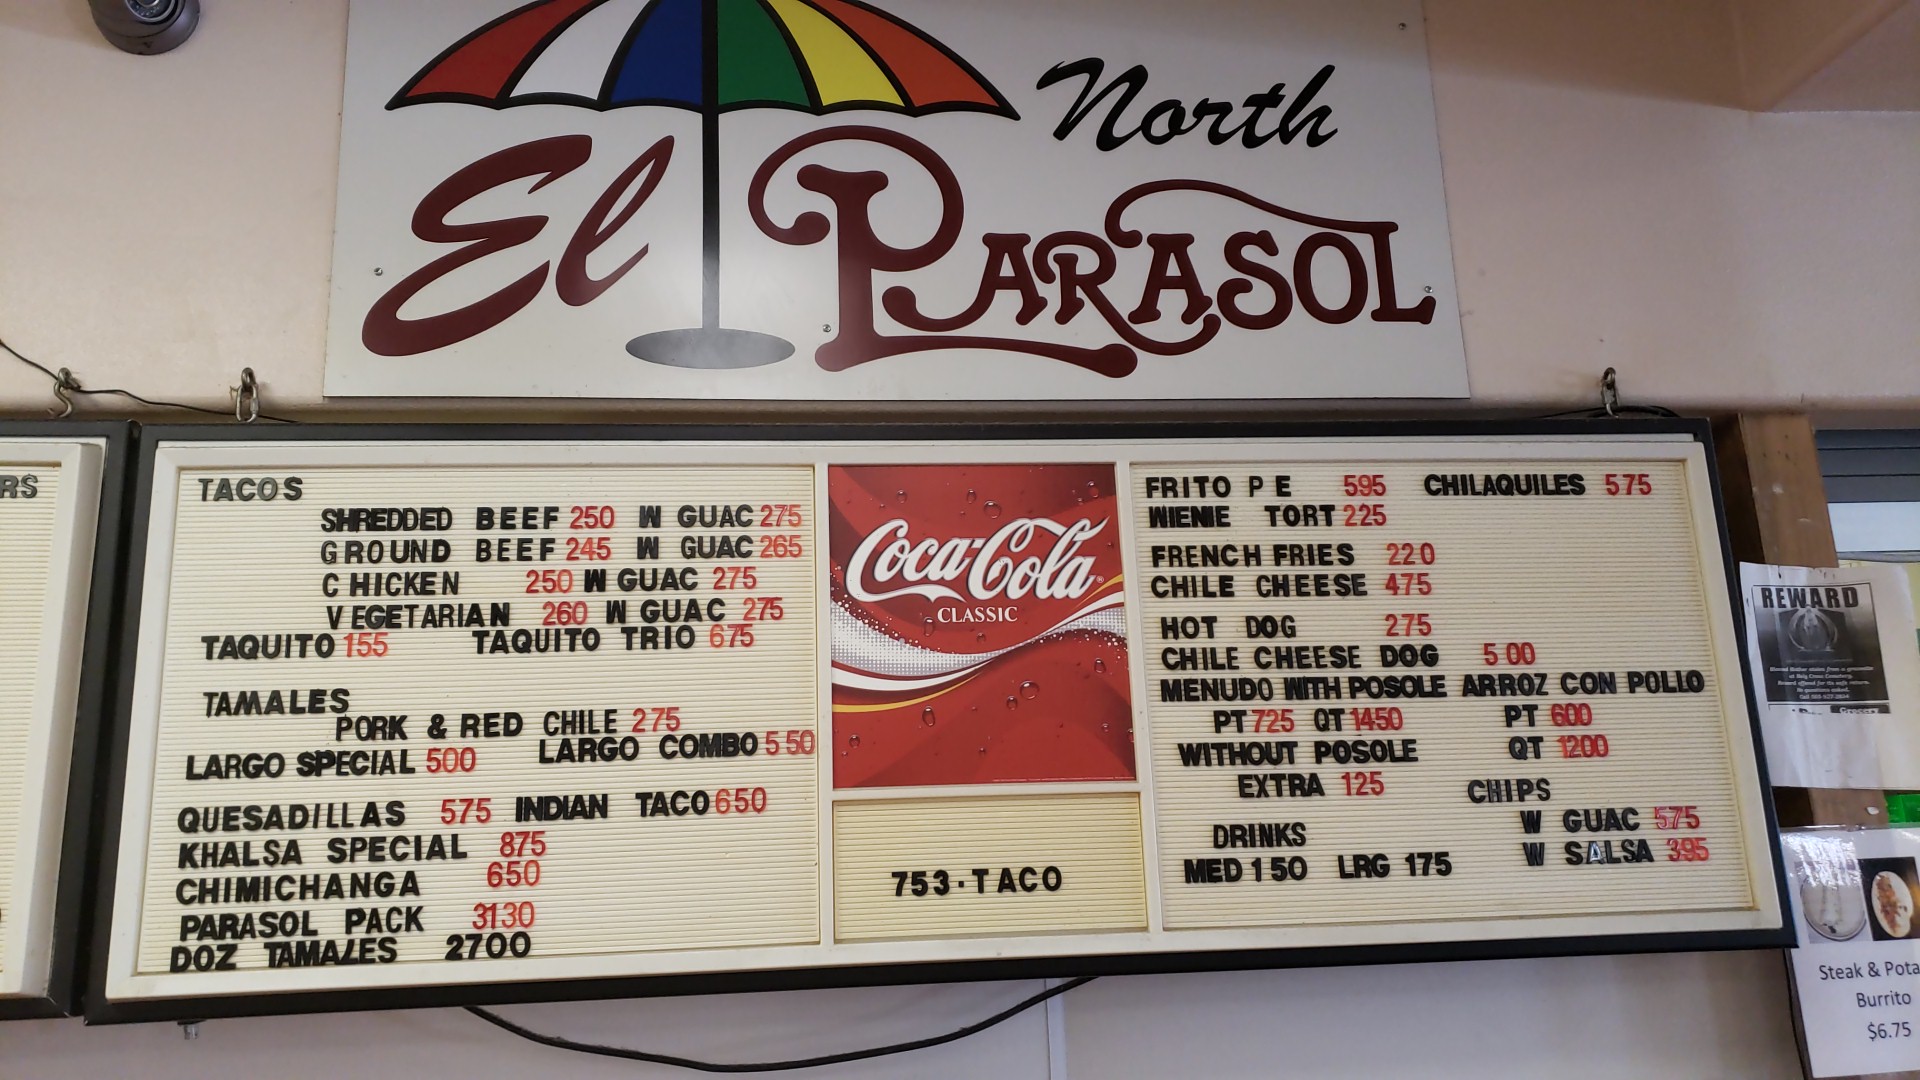 North
El PARASOL
RS
TACOS
SHREDDED BEEF 250 W GUAC 275
GROUND BEEF 245 W GUAC 265
CHICKEN 250 W GUAC 275
VEGETARIAN 260 W GUAC 275
TAQUITO 155 TAQUITO TRIO 675
TAMALES
PORK & RED CHILE 275
LARGO SPECIAL 500 LARGO COMBO 550
QUESADILLAS 575 INDIAN TACO 650
KHALSA SPECIAL 875
CHIMICHANGA 650
PARASOL PACK 3130
DOZ TAMALES 2700
Coca-Cola
CLASSIC
753·TACO
FRITO P E 595 CHILAQUILES 575
WIENIE TORT 225
FRENCH FRIES 220
CHILE CHEESE 475
HOT DOG 275
CHILE CHEESE DOG 500
MENUDO WITH POSOLE ARROZ CON POLLO
PT 725 QT 1450 PT 600
WITHOUT POSOLE QT 1200
EXTRA 125 CHIPS
W GUAC 575
DRINKS W SALSA 395
MED 150 LRG 175
REWARD
Steak & Pota
Burrito
$6.75